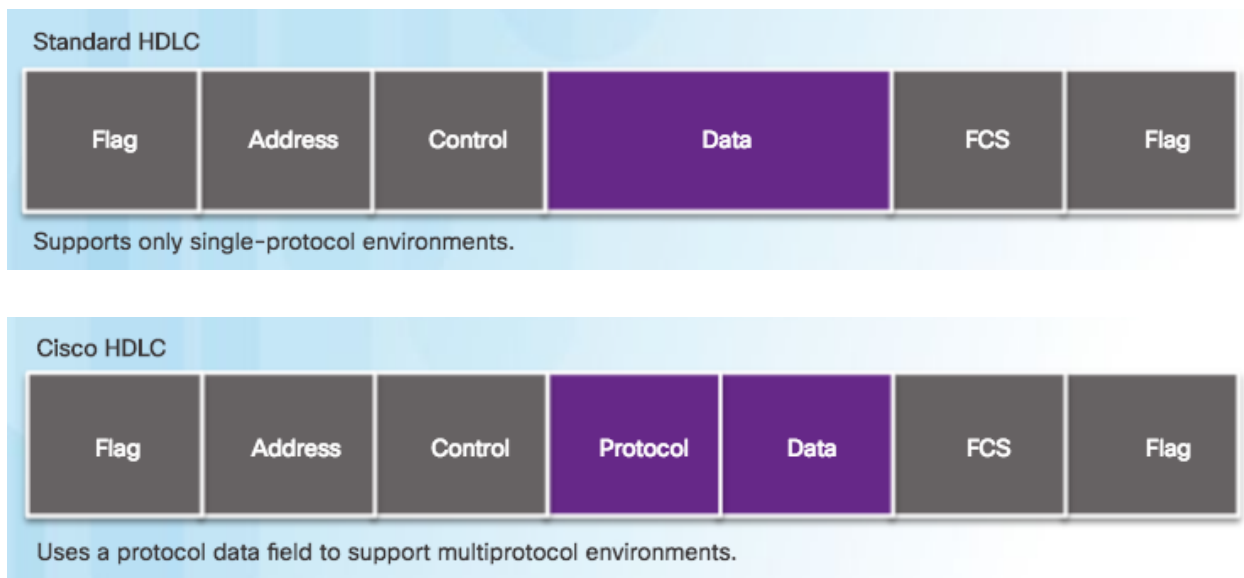 Standard HDLC
Flag Address Control Data FCS Flag
Supports only single-protocol environments.
Cisco HDLC
Flag Address Control Protocol Data FCS Flag
Uses a protocol data field to support multiprotocol environments.